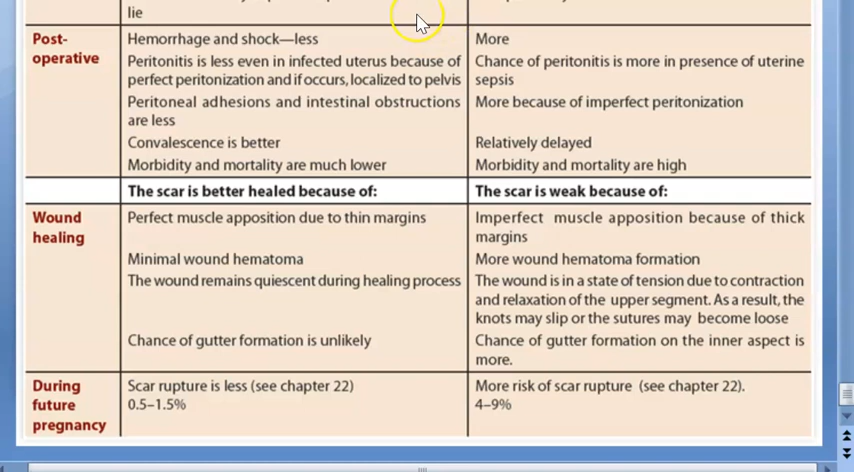 lie
Post-
operative
Hemorrhage and shock—less
More
Peritonitis is less even in infected uterus because of
perfect peritonization and if occurs, localized to pelvis
Chance of peritonitis is more in presence of uterine
sepsis
Peritoneal adhesions and intestinal obstructions
are less
More because of imperfect peritonization
Convalescence is better
Relatively delayed
Morbidity and mortality are much lower
Morbidity and mortality are high
The scar is better healed because of:
The scar is weak because of:
Wound
healing
Perfect muscle apposition due to thin margins
Imperfect muscle apposition because of thick
margins
Minimal wound hematoma
More wound hematoma formation
The wound remains quiescent during healing process
The wound is in a state of tension due to contraction
and relaxation of the upper segment. As a result, the
knots may slip or the sutures may become loose
Chance of gutter formation is unlikely
Chance of gutter formation on the inner aspect is
more.
During
future
pregnancy
Scar rupture is less (see chapter 22)
0.5–1.5%
More risk of scar rupture (see chapter 22).
4–9%